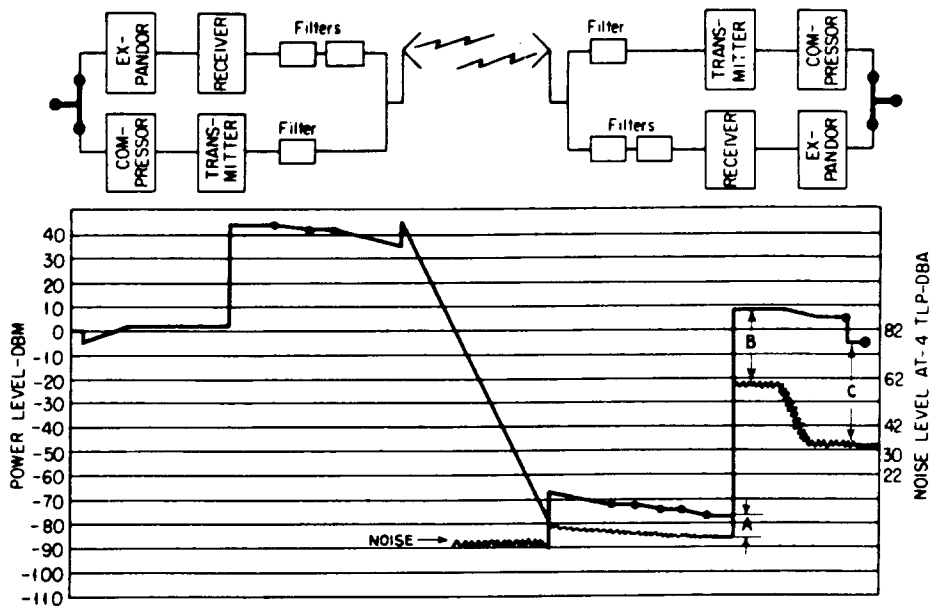 EX-
PANDOR
RECEIVER
Filters
Filter
TRANS-
MITTER
COM-
PRESSOR
COM-
PRESSOR
TRANS-
MITTER
Filter
Filters
RECEIVER
EX-
PANDOR
POWER LEVEL-DBM
40
30
20
10
0
-10
-20
-30
-40
-50
-60
-70
-80
-90
-100
-110
NOISE
A
B
C
82
62
42
30
22
NOISE LEVEL AT-4 TLP-DBA